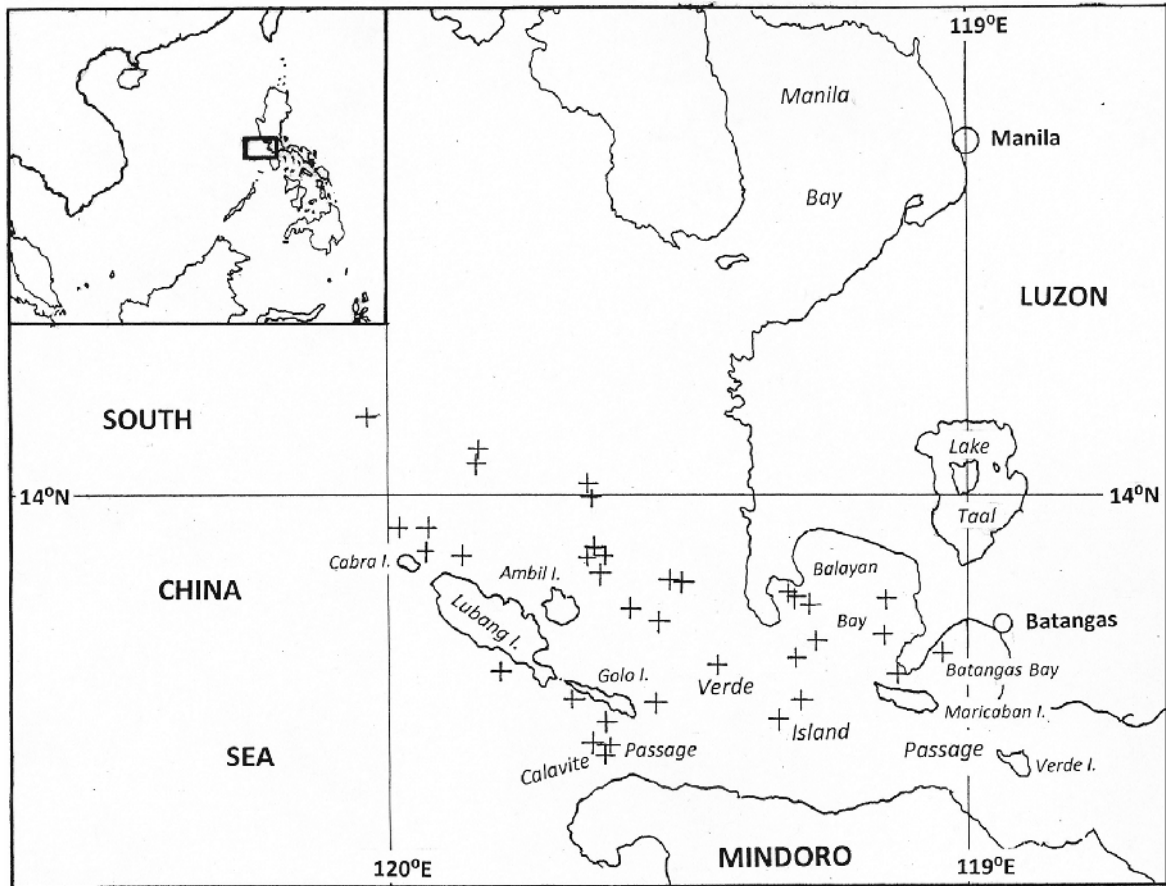 119°E
Manila
Bay
Manila
LUZON
SOUTH
Lake
Taal
14°N
14°N
Cabra I.
Ambil I.
Balayan
Bay
CHINA
Lubang I.
Batangas
Batangas Bay
Golo I.
Verde
Island
Maricaban I.
SEA
Calavite
Passage
Passage
Verde I.
MINDORO
120°E
119°E